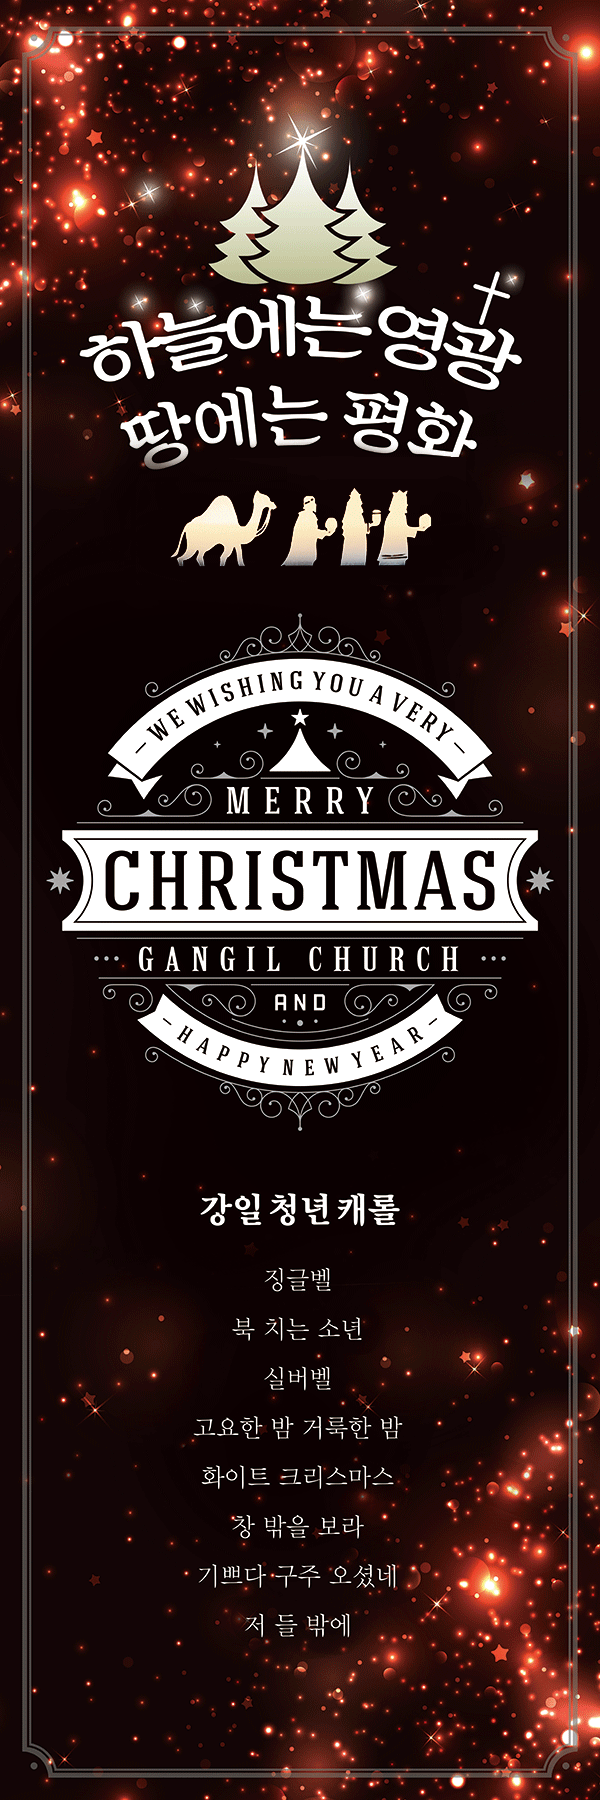 하늘에는 영광
땅에는 평화
- WE WISHING YOU A VERY -
MERRY
CHRISTMAS
··· GANGIL CHURCH ···
AND
- HAPPY NEW YEAR -
강일 청년 캐롤
징글벨
북 치는 소년
실버벨
고요한 밤 거룩한 밤
화이트 크리스마스
창 밖을 보라
기쁘다 구주 오셨네
저 들 밖에